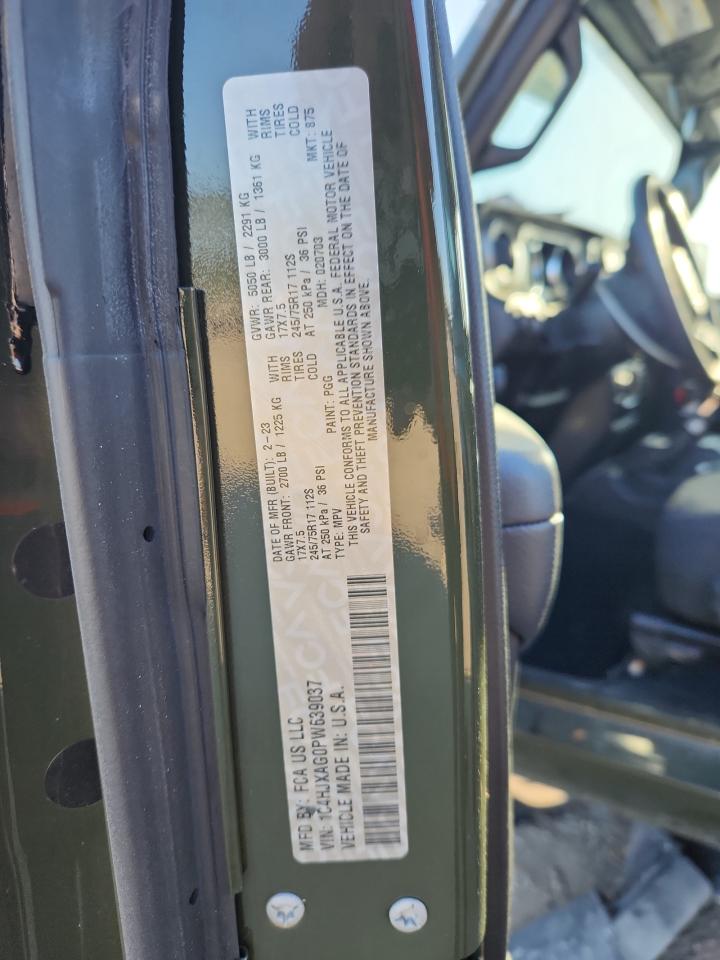 MFD BY: FCA US LLC
DATE OF MFR (BUILT): 2-23
GVWR: 5050 LB / 2291 KG
GAWR FRONT: 2700 LB / 1225 KG WITH
GAWR REAR: 3000 LB / 1361 KG WITH
17X7.5 RIMS
17X7.5 RIMS
245/75R17 112S TIRES
245/75R17 112S TIRES
AT 250 kPa / 36 PSI COLD
AT 250 kPa / 36 PSI COLD
VIN: 1C4HJXAG0PW639037
TYPE: MPV
PAINT: PGG
MDH: 020703
MKT: 875
VEHICLE MADE IN: U.S.A.
THIS VEHICLE CONFORMS TO ALL APPLICABLE U.S.A. FEDERAL MOTOR VEHICLE
SAFETY AND THEFT PREVENTION STANDARDS IN EFFECT ON THE DATE OF
MANUFACTURE SHOWN ABOVE.